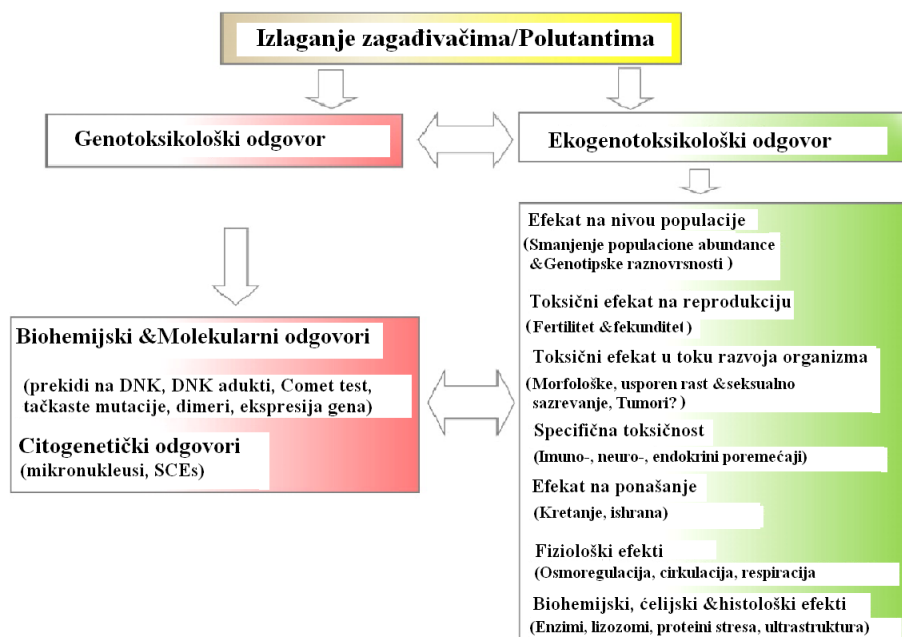 Izlaganje zagađivačima/Polutantima
Genotoksikološki odgovor
Ekogenotoksikološki odgovor
Biohemijski &Molekularni odgovori
(prekidi na DNK, DNK adukti, Comet test,
tačkaste mutacije, dimeri, ekspresija gena)
Citogenetički odgovori
(mikronukleusi, SCEs)
Efekat na nivou populacije
(Smanjenje populacione abundance
&Genotipske raznovrsnosti )
Toksični efekat na reprodukciju
(Fertilitet &fekunditet)
Toksični efekat u toku razvoja organizma
(Morfološke, usporen rast &seksualno
sazrevanje, Tumori? )
Specifična toksičnost
(Imuno-, neuro-, endokrini poremećaji)
Efekat na ponašanje
(Kretanje, ishrana)
Fiziološki efekti
(Osmoregulacija, cirkulacija, respiracija
Biohemijski, ćelijski &histološki efekti
(Enzimi, lizozomi, proteini stresa, ultrastruktura)